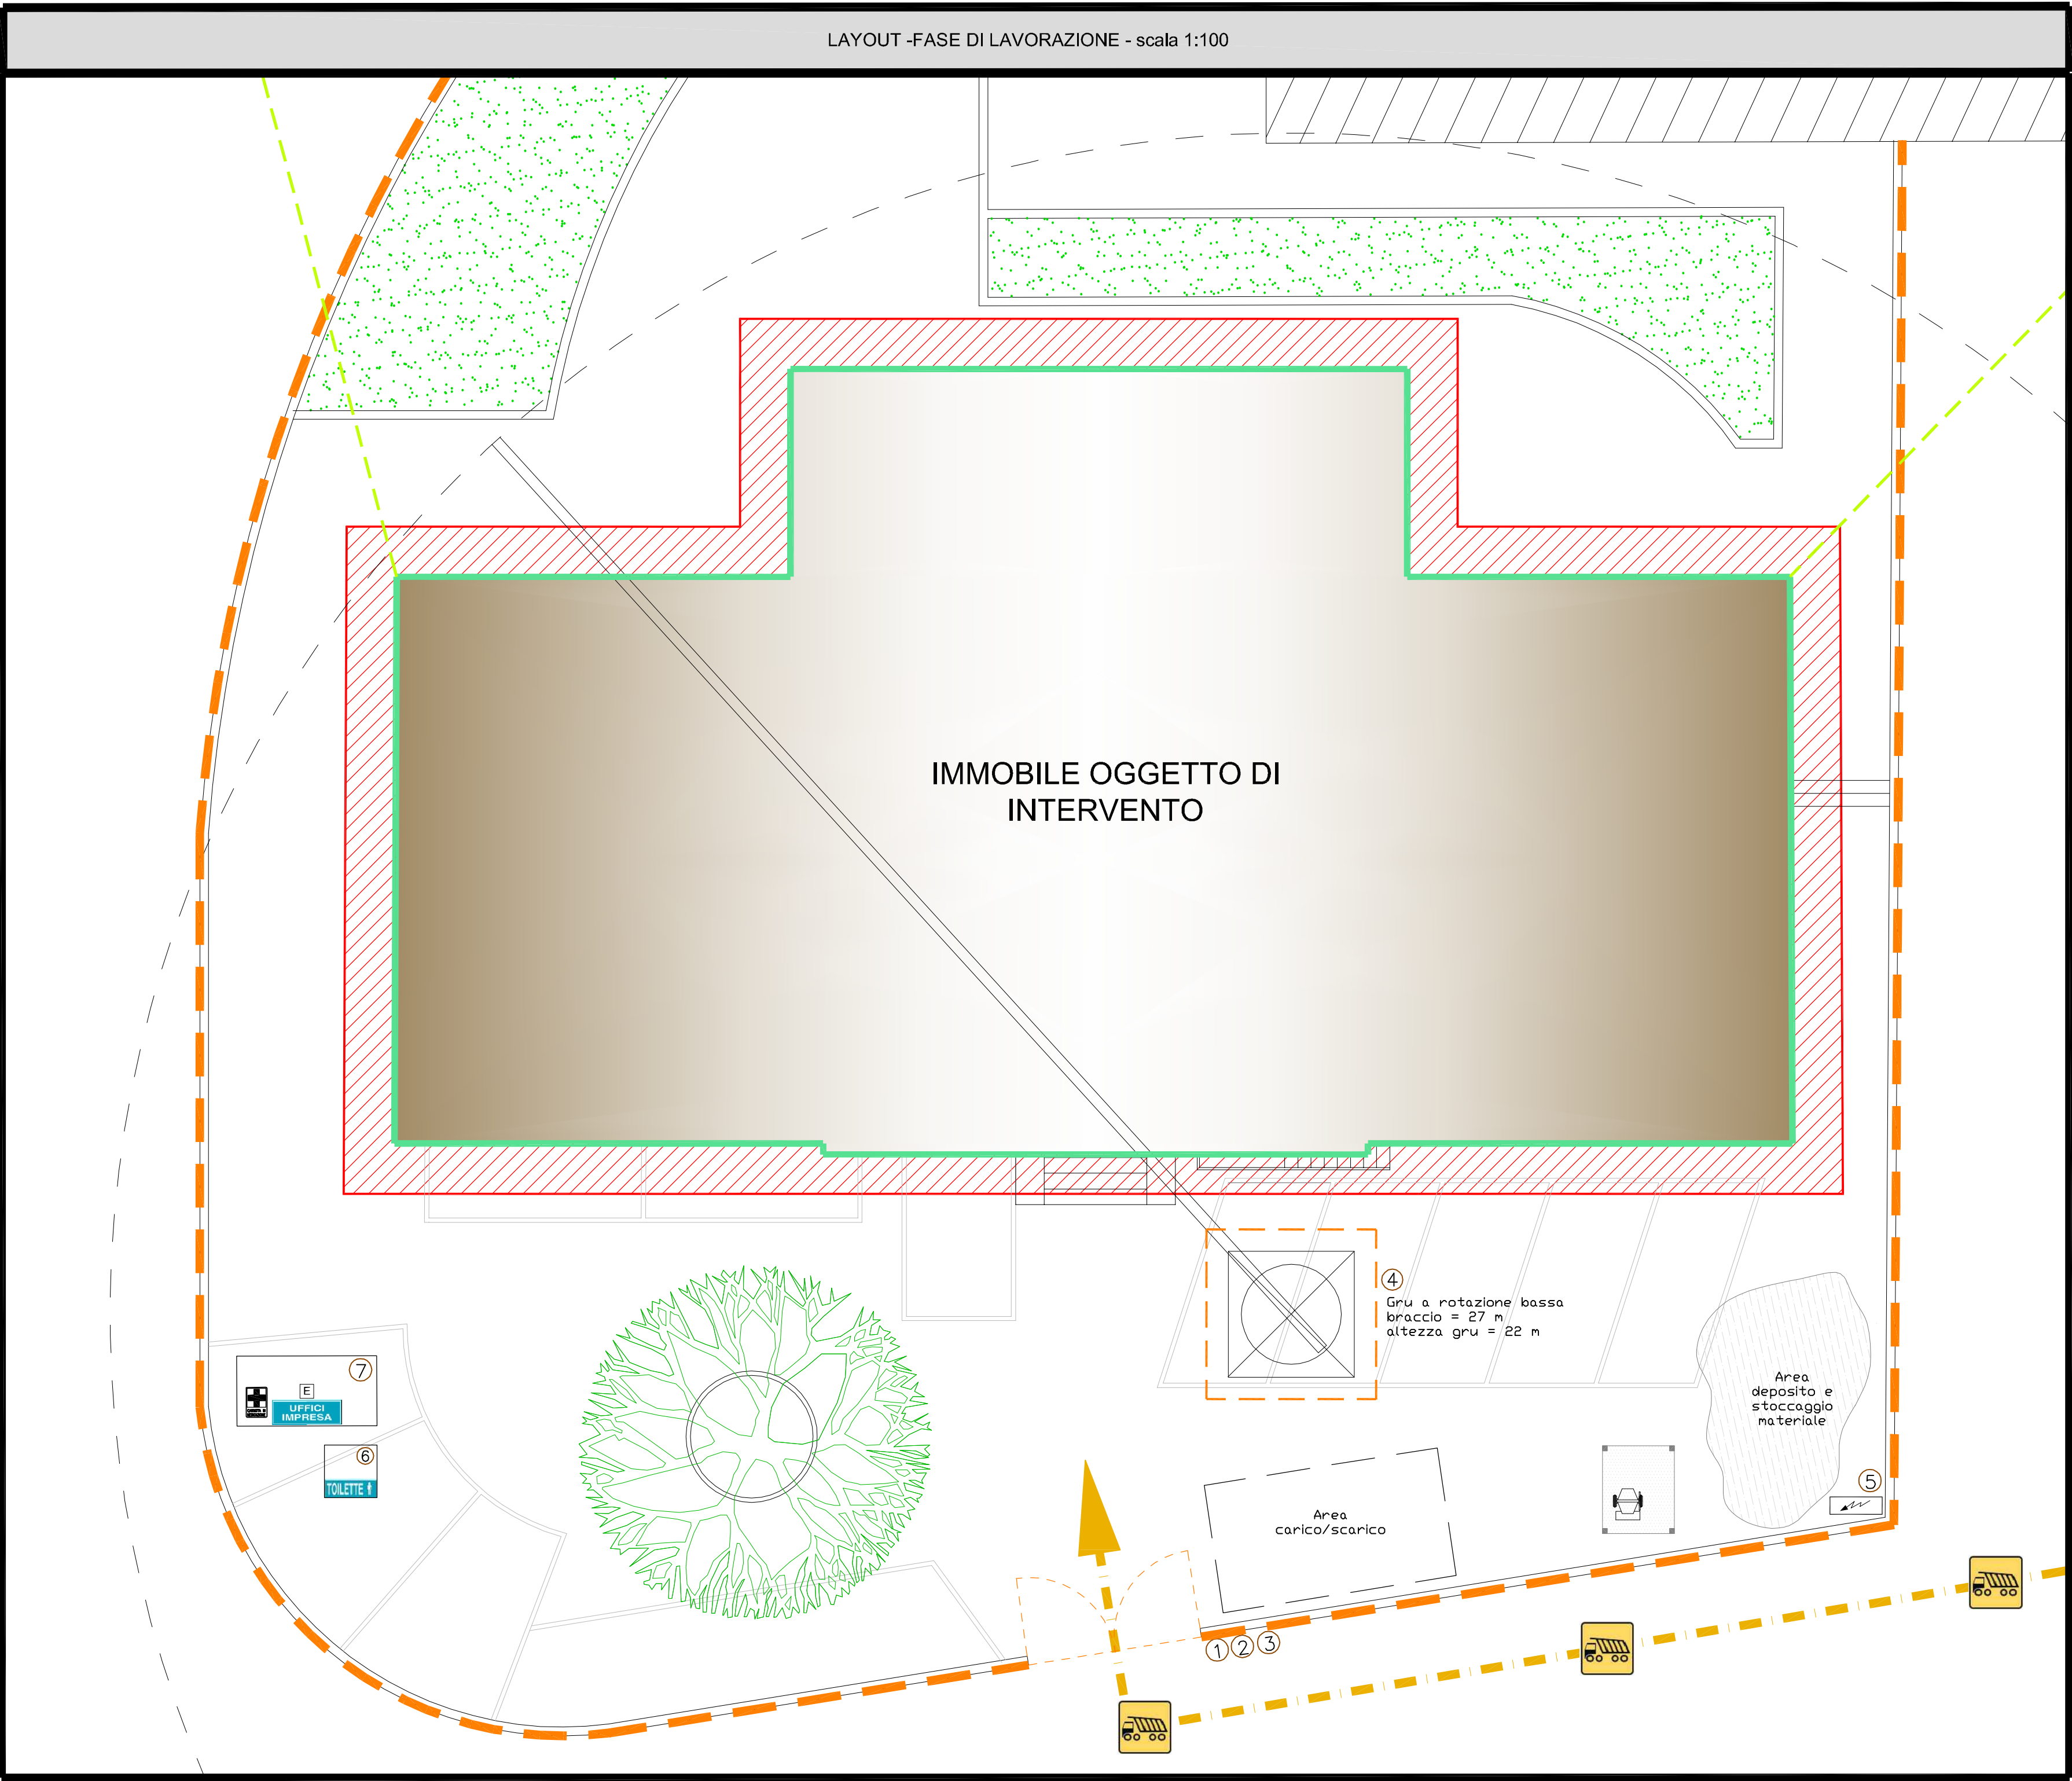 LAYOUT -FASE DI LAVORAZIONE - scala 1:100
IMMOBILE OGGETTO DI
INTERVENTO
4
Gru a rotazione bassa
braccio = 27 m
altezza gru = 22 m
7
E
UFFICI
IMPRESA
6
TOILETTE
Area
deposito e
stoccaggio
materiale
5
Area
carico/scarico
1 2 3